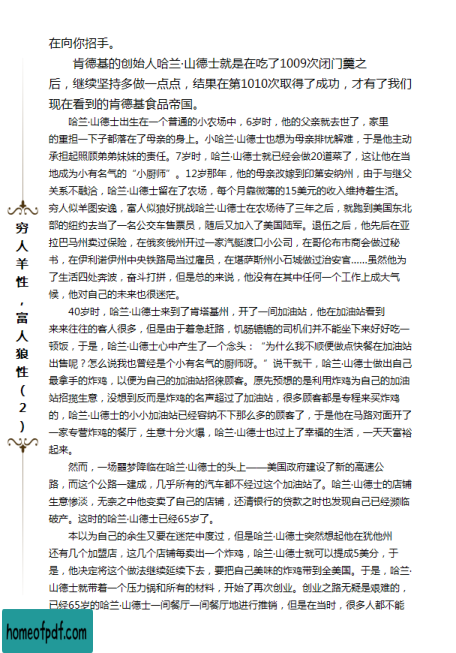 在向你招手。
肯德基的创始人哈兰·山德士就是在吃了1009次闭门羹之
后，继续坚持多做一点点，结果在第1010次取得了成功，才有了我们
现在看到的肯德基食品帝国。
哈兰·山德士出生在一个普通的小农场中，6岁时，他的父亲就去世了，家里
的重担一下子都落在了母亲的身上。小哈兰·山德士也想为母亲排忧解难，于是他主动
承担起照顾弟弟妹妹的责任。7岁时，哈兰·山德士就已经会做20道菜了，这让他在当
地成为小有名气的“小厨师”。12岁那年，他的母亲改嫁到印第安纳州，由于与继父
关系不融洽，哈兰·山德士留在了农场，每个月靠微薄的15美元的收入维持着生活。
穷人似羊图安逸，富人似狼好挑战哈兰·山德士在农场待了三年之后，就跑到美国东北
部的纽约去当了一名公交车售票员，随后又加入了美国陆军。退伍之后，他先后在亚
拉巴马州卖过保险，在俄亥俄州开过一家汽艇渡口小公司，在哥伦布市商会做过秘
书，在伊利诺伊州中央铁路局当过雇员，在堪萨斯州小石城做过治安官……虽然他为
了生活四处奔波，奋斗打拼，但是总的来说，他没有在其中任何一个工作上成大气
候，他对自己的未来也很迷茫。
40岁时，哈兰·山德士来到了肯塔基州，开了一间加油站，他在加油站看到
来来往往的客人很多，但是由于着急赶路，饥肠辘辘的司机们并不能坐下来好好吃一
顿饭，于是，哈兰·山德士心中产生了一个念头：“为什么我不顺便做点快餐在加油站
出售呢？怎么说我也曾经是个小有名气的厨师呀。”说干就干，哈兰·山德士做出自己
最拿手的炸鸡，以便为自己的加油站招徕顾客。原先预想的是利用炸鸡为自己的加油
站招揽生意，没想到反而是炸鸡的名声超过了加油站，很多顾客都是专程来买炸鸡
的，哈兰·山德士的小小加油站已经容纳不下那么多的顾客了，于是他在马路对面开了
一家专营炸鸡的餐厅，生意十分火爆，哈兰·山德士也过上了幸福的生活，一天天富裕
起来。
然而，一场噩梦降临在哈兰·山德士的头上——美国政府建设了新的高速公
路，而这个公路一建成，几乎所有的汽车都不经过这个加油站了。哈兰·山德士的店铺
生意惨淡，无奈之中他变卖了自己的店铺，还清银行的贷款之时也发现自己已经濒临
破产。这时的哈兰·山德士已经65岁了。
本以为自己的余生又要在迷茫中度过，但是哈兰·山德士突然想起他在犹他州
还有几个加盟店，这几个店铺每卖出一个炸鸡，哈兰·山德士就可以提成5美分，于
是，他决定将这个做法继续延续下去，要把自己美味的炸鸡带到全美国。于是，哈兰·
山德士就带着一个压力锅和所有的材料，开始了再次创业。创业之路无疑是艰难的，
已经65岁的哈兰·山德士一间餐厅一间餐厅地进行推销，但是在当时，很多人都不能
穷人羊性，富人狼性（2）
homeofpdf.com